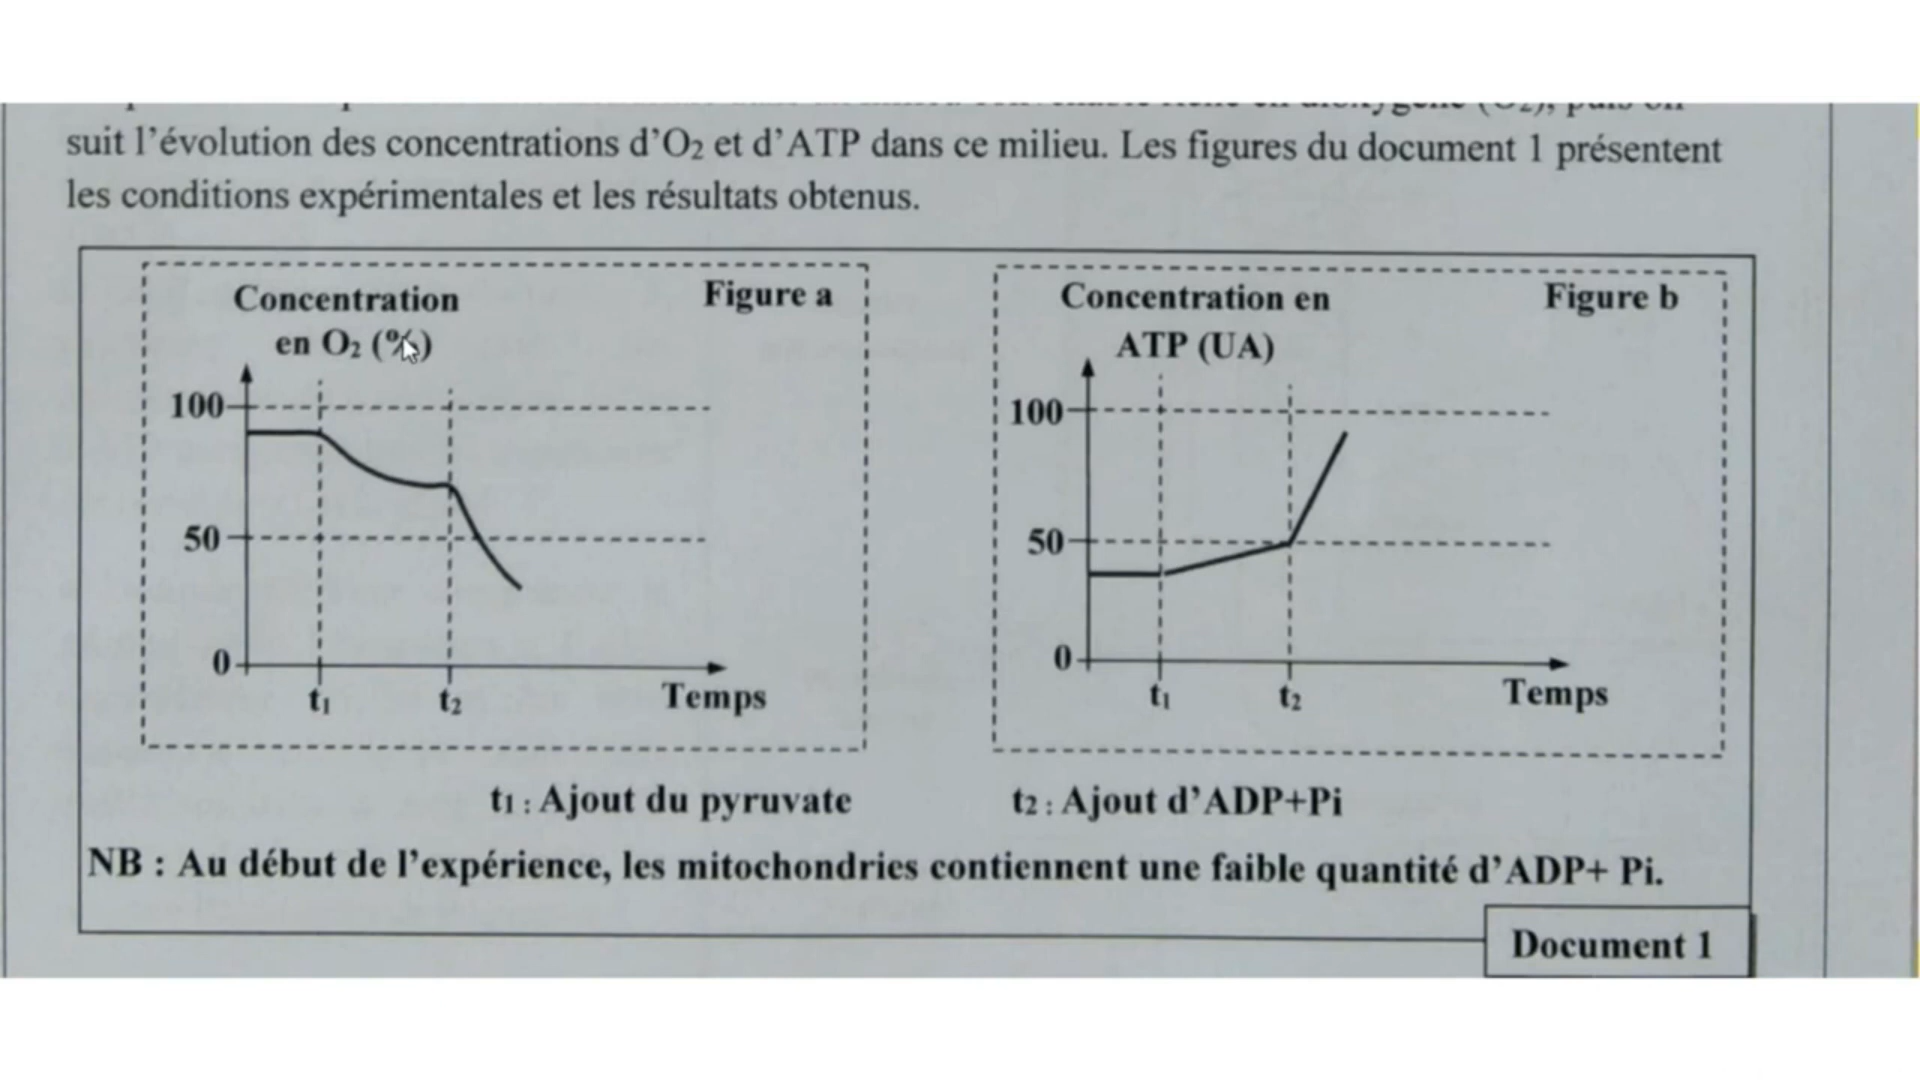 suit l'évolution des concentrations d'O₂ et d'ATP dans ce milieu. Les figures du document 1 présentent
les conditions expérimentales et les résultats obtenus.
Concentration
en O₂ (%)
Figure a
100
50
0
t₁
t₂
Temps
Concentration en
ATP (UA)
Figure b
100
50
0
t₁
t₂
Temps
t₁ : Ajout du pyruvate
t₂ : Ajout d'ADP+Pi
NB : Au début de l'expérience, les mitochondries contiennent une faible quantité d'ADP+ Pi.
Document 1